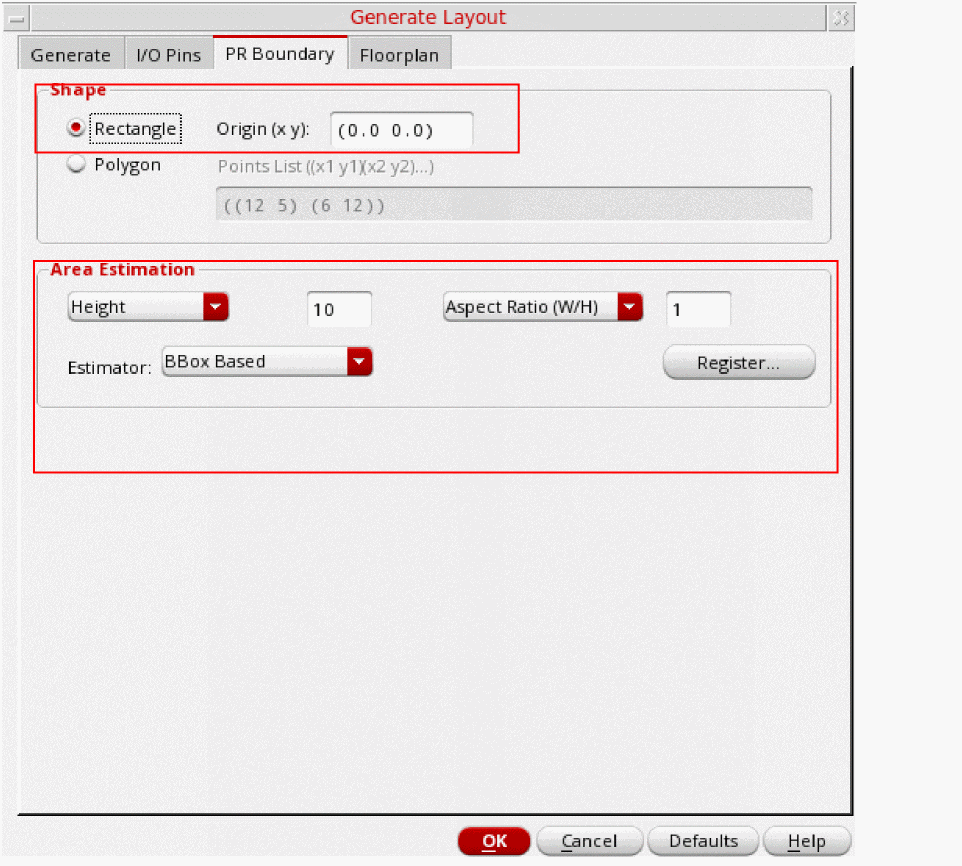 Generate Layout
Generate I/O Pins PR Boundary Floorplan
Shape
Rectangle Origin (x y): (0.0 0.0)
Polygon Points List ((x1 y1)(x2 y2)...)
((12 5) (6 12))
Area Estimation
Height 10 Aspect Ratio (W/H) 1
Estimator: BBox Based Register...
OK Cancel Defaults Help